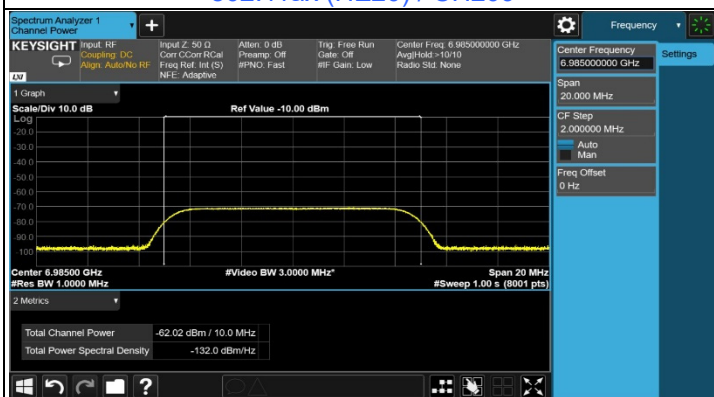 Spectrum Analyzer 1
Channel Power
+
Frequency
KEYSIGHT
Input: RF
Coupling: DC
Align: Auto/No RF
Input Z: 50 Ω
Corr CCorr RCal
Freq Ref: Int (S)
NFE: Adaptive
Atten: 0 dB
Preamp: Off
#PNO: Fast
Trig: Free Run
Gate: Off
#IF Gain: Low
Center Freq: 6.985000000 GHz
Avg|Hold:>10/10
Radio Std: None
LXI
Center Frequency
6.985000000 GHz
Settings
Span
20.000 MHz
CF Step
2.000000 MHz
Auto
Man
Freq Offset
0 Hz
1 Graph
Scale/Div 10.0 dB
Ref Value -10.00 dBm
Log
-20.0
-30.0
-40.0
-50.0
-60.0
-70.0
-80.0
-90.0
-100
Center 6.98500 GHz
#Video BW 3.0000 MHz*
Span 20 MHz
#Res BW 1.0000 MHz
#Sweep 1.00 s (8001 pts)
2 Metrics
Total Channel Power -62.02 dBm / 10.0 MHz
Total Power Spectral Density -132.0 dBm/Hz
?